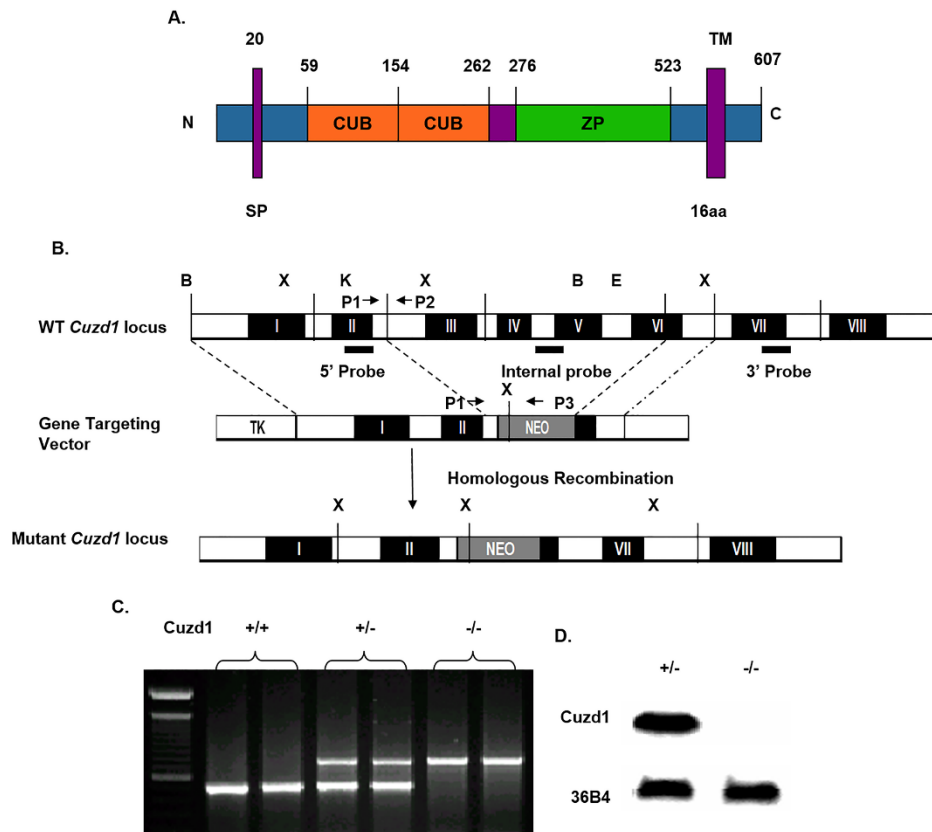 A.
20 TM
59 154 262 276 523 607
N CUB CUB ZP C
SP 16aa
B.
B X K X B E X
P1 P2
WT Cuzd1 locus I II III IV V VI VII VIII
5' Probe Internal probe 3' Probe
X
P1 P3
Gene Targeting Vector TK I II NEO
Homologous Recombination
X X X
Mutant Cuzd1 locus I II NEO VII VIII
C.
Cuzd1 +/+ +/- -/-
D.
+/- -/-
Cuzd1
36B4